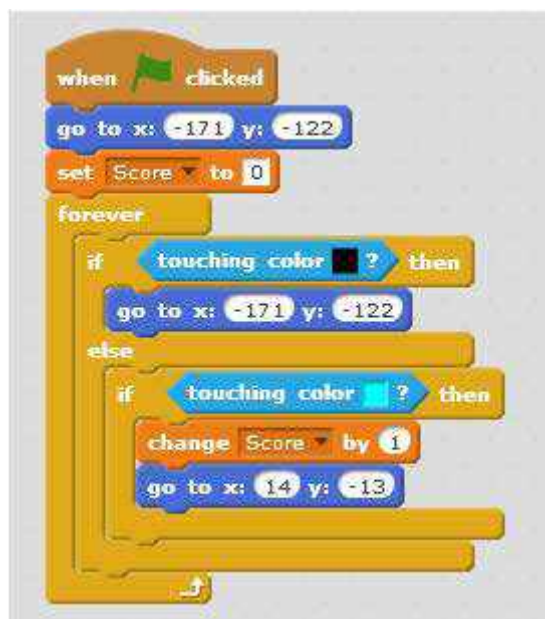 when clicked
go to x: -171 y: -122
set Score to 0
forever
if touching color ? then
go to x: -171 y: -122
else
if touching color ? then
change Score by 1
go to x: 14 y: -13